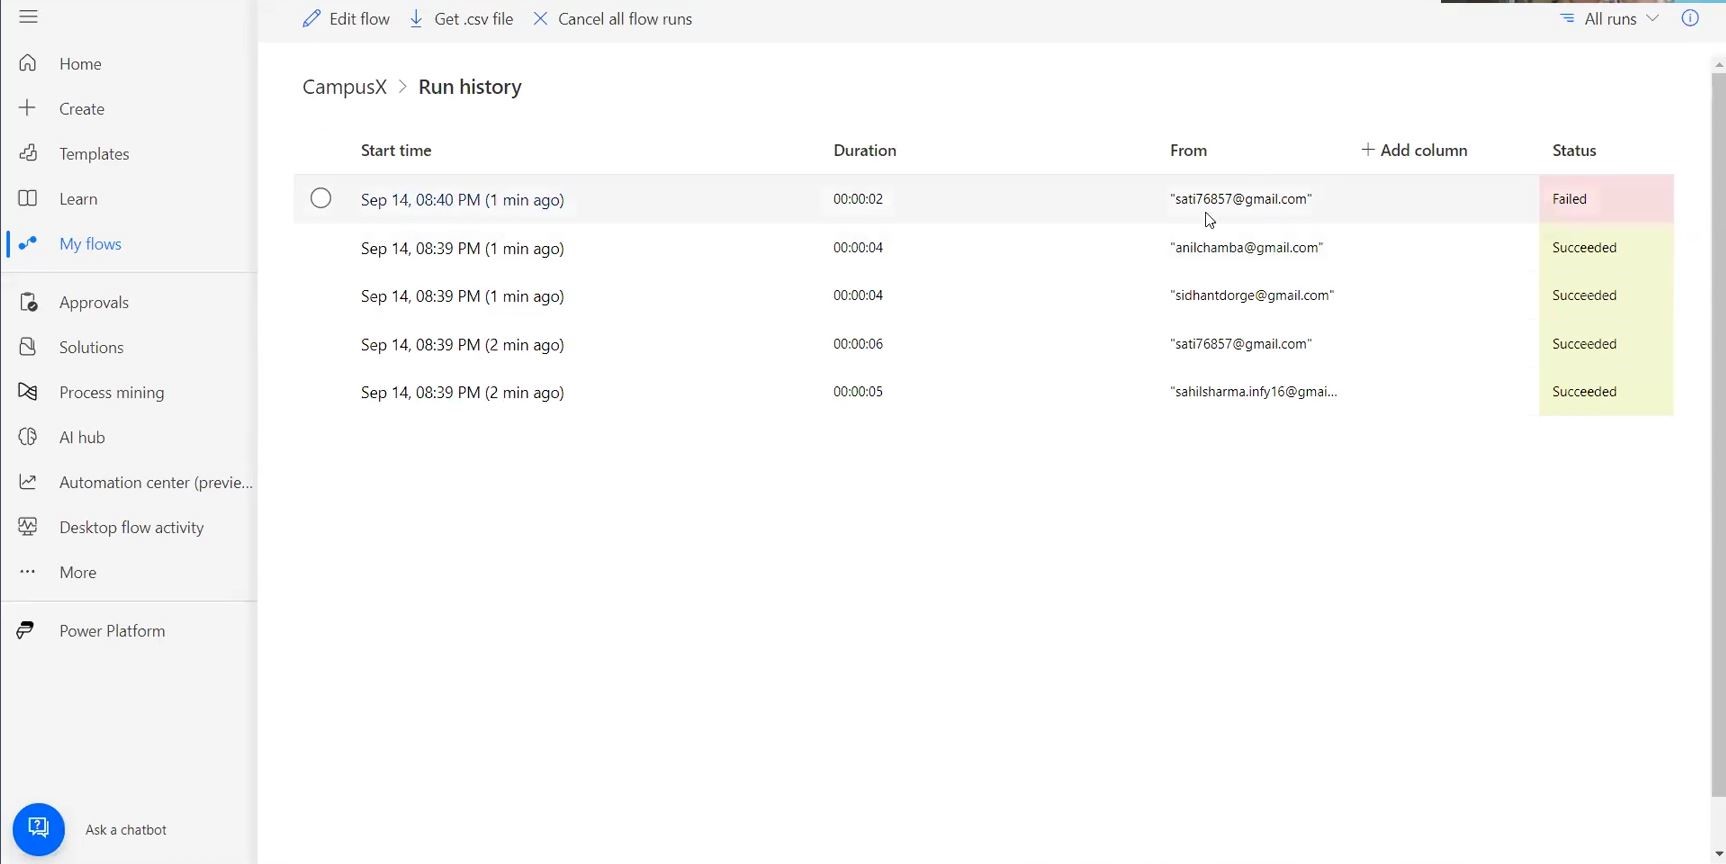 Edit flow Get .csv file Cancel all flow runs All runs
Home
Create
Templates
Learn
My flows
Approvals
Solutions
Process mining
AI hub
Automation center (previe...
Desktop flow activity
More
Power Platform
Ask a chatbot
CampusX > Run history
Start time Duration From + Add column Status
Sep 14, 08:40 PM (1 min ago) 00:00:02 "sati76857@gmail.com" Failed
Sep 14, 08:39 PM (1 min ago) 00:00:04 "anilchamba@gmail.com" Succeeded
Sep 14, 08:39 PM (1 min ago) 00:00:04 "sidhantdorge@gmail.com" Succeeded
Sep 14, 08:39 PM (2 min ago) 00:00:06 "sati76857@gmail.com" Succeeded
Sep 14, 08:39 PM (2 min ago) 00:00:05 "sahilsharma.infy16@gmai... Succeeded